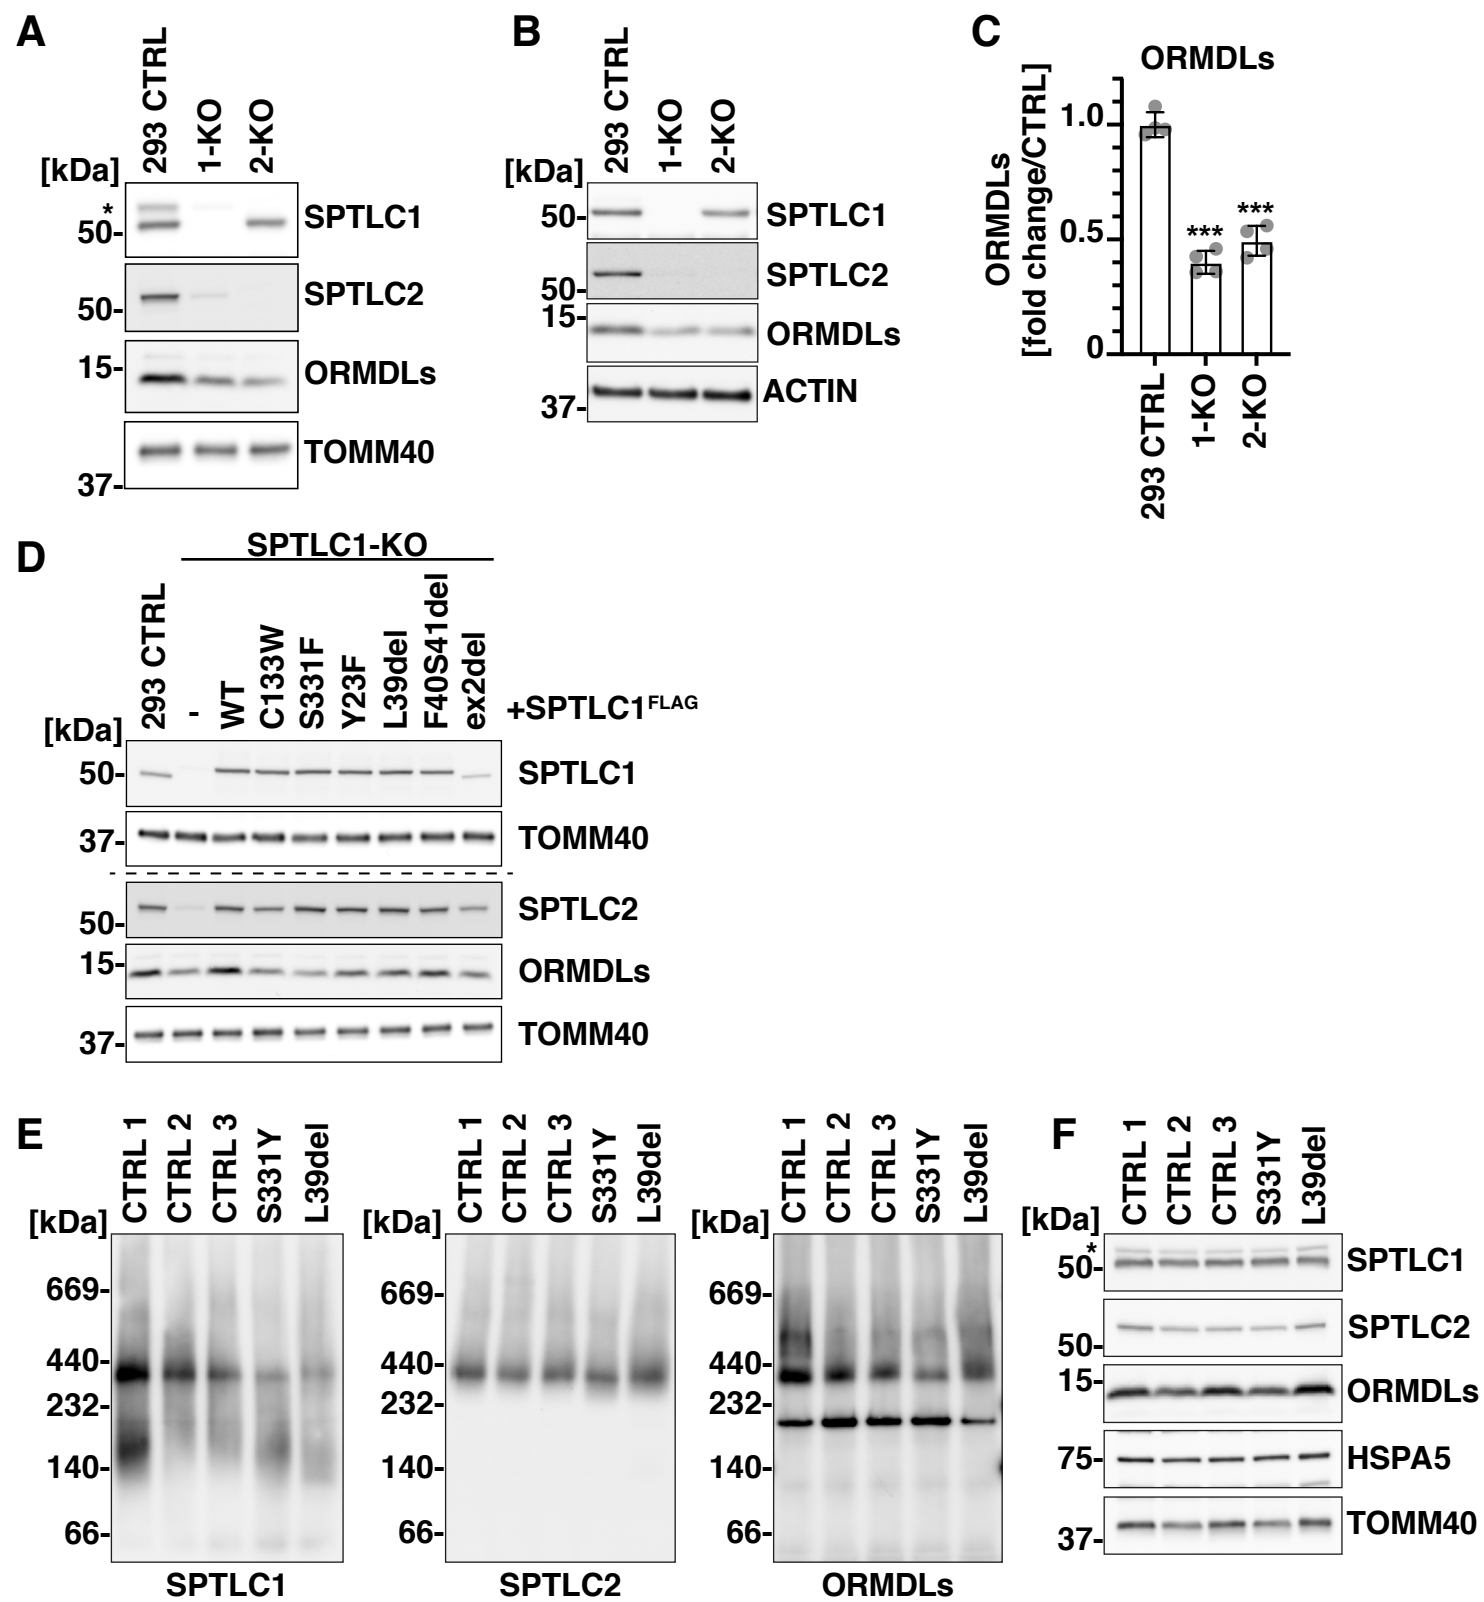 A
293 CTRL
1-KO
2-KO
[kDa]
*
50-
SPTLC1
50-
SPTLC2
15-
ORMDLs
37-
TOMM40
B
293 CTRL
1-KO
2-KO
[kDa]
50-
SPTLC1
50-
SPTLC2
15-
ORMDLs
37-
ACTIN
C
ORMDLs
ORMDLs
[fold change/CTRL]
1.0
0.5
0
***
***
293 CTRL
1-KO
2-KO
D
SPTLC1-KO
293 CTRL
-
WT
C133W
S331F
Y23F
L39del
F40S41del
ex2del
+SPTLC1FLAG
[kDa]
50-
SPTLC1
37-
TOMM40
50-
SPTLC2
15-
ORMDLs
37-
TOMM40
E
CTRL 1
CTRL 2
CTRL 3
S331Y
L39del
[kDa]
669-
440-
232-
140-
66-
SPTLC1
CTRL 1
CTRL 2
CTRL 3
S331Y
L39del
[kDa]
669-
440-
232-
140-
66-
SPTLC2
CTRL 1
CTRL 2
CTRL 3
S331Y
L39del
[kDa]
669-
440-
232-
140-
66-
ORMDLs
F
CTRL 1
CTRL 2
CTRL 3
S331Y
L39del
[kDa]
*
50-
SPTLC1
50-
SPTLC2
15-
ORMDLs
75-
HSPA5
37-
TOMM40